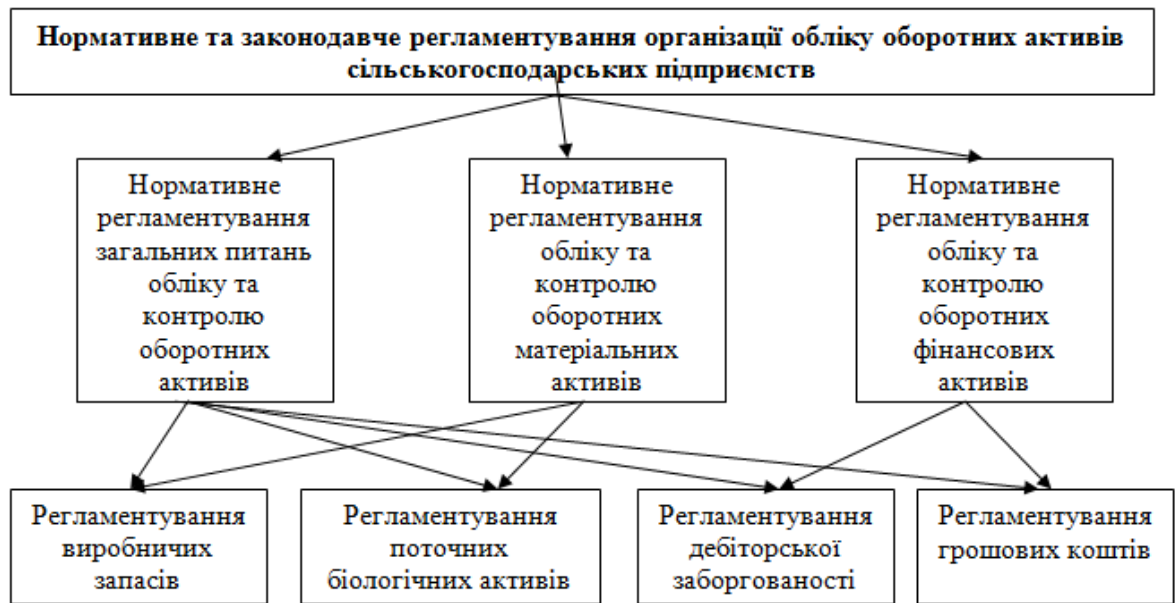 Нормативне та законодавче регламентування організації обліку оборотних активів
сільськогосподарських підприємств
Нормативне
регламентування
загальних питань
обліку та
контролю
оборотних
активів
Нормативне
регламентування
обліку та
контролю
оборотних
матеріальних
активів
Нормативне
регламентування
обліку та
контролю
оборотних
фінансових
активів
Регламентування
виробничих
запасів
Регламентування
поточних
біологічних активів
Регламентування
дебіторської
заборгованості
Регламентування
грошових коштів